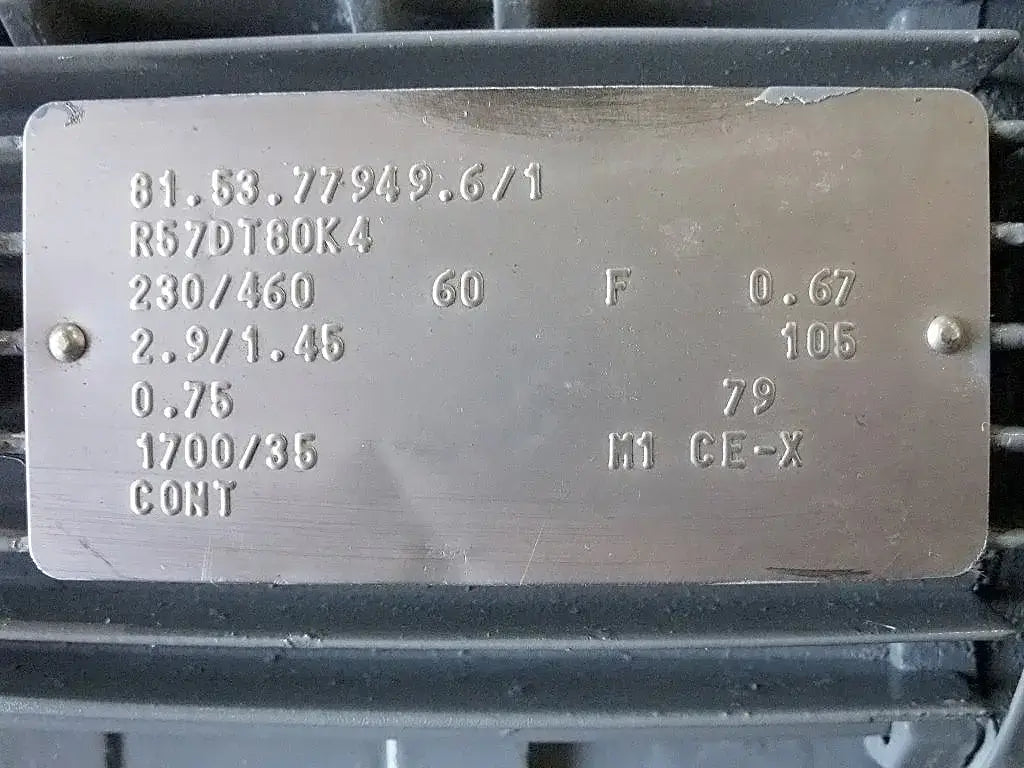 81.53.77949.6/1
R57DT80K4
230/460 60 F 0.67
2.9/1.45 105
0.75 79
1700/35 M1 CE-X
CONT